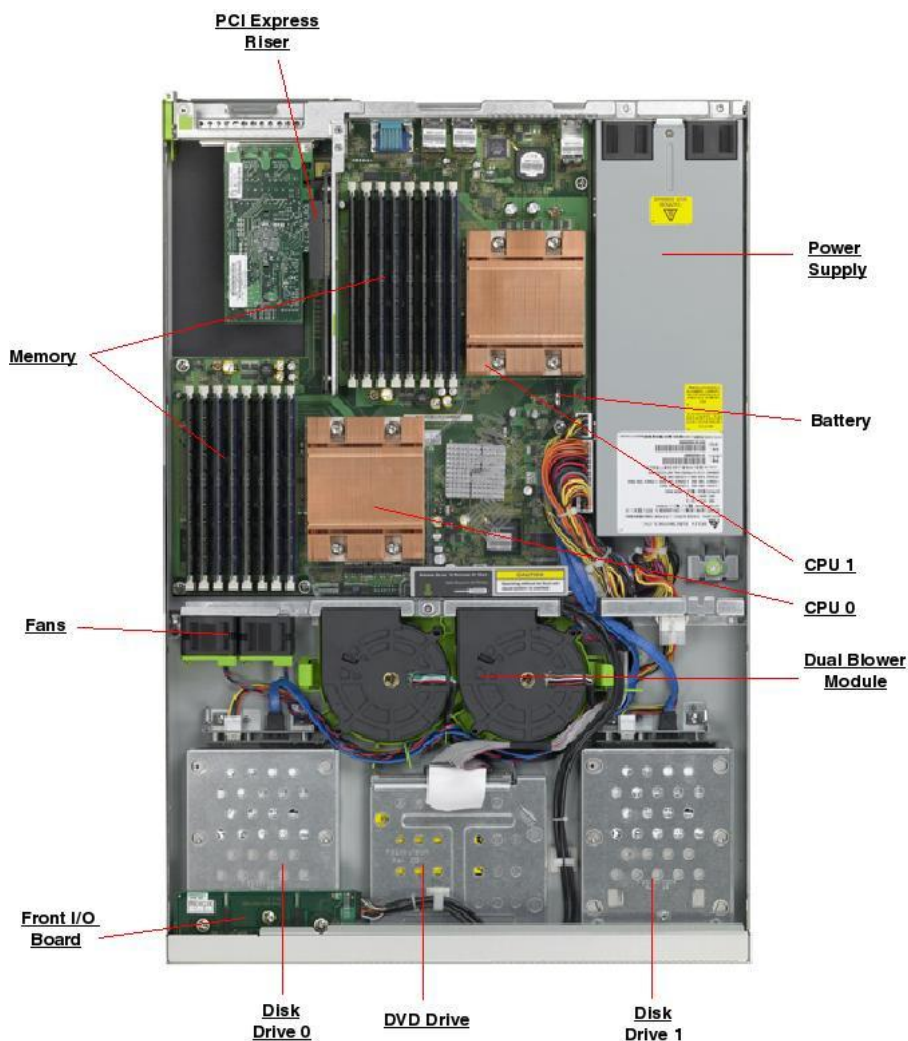 PCI Express
Riser
Power
Supply
Memory
Battery
CPU 1
CPU 0
Fans
Dual Blower
Module
CAUTION
Front I/O
Board
Disk
Drive 0
DVD Drive
Disk
Drive 1